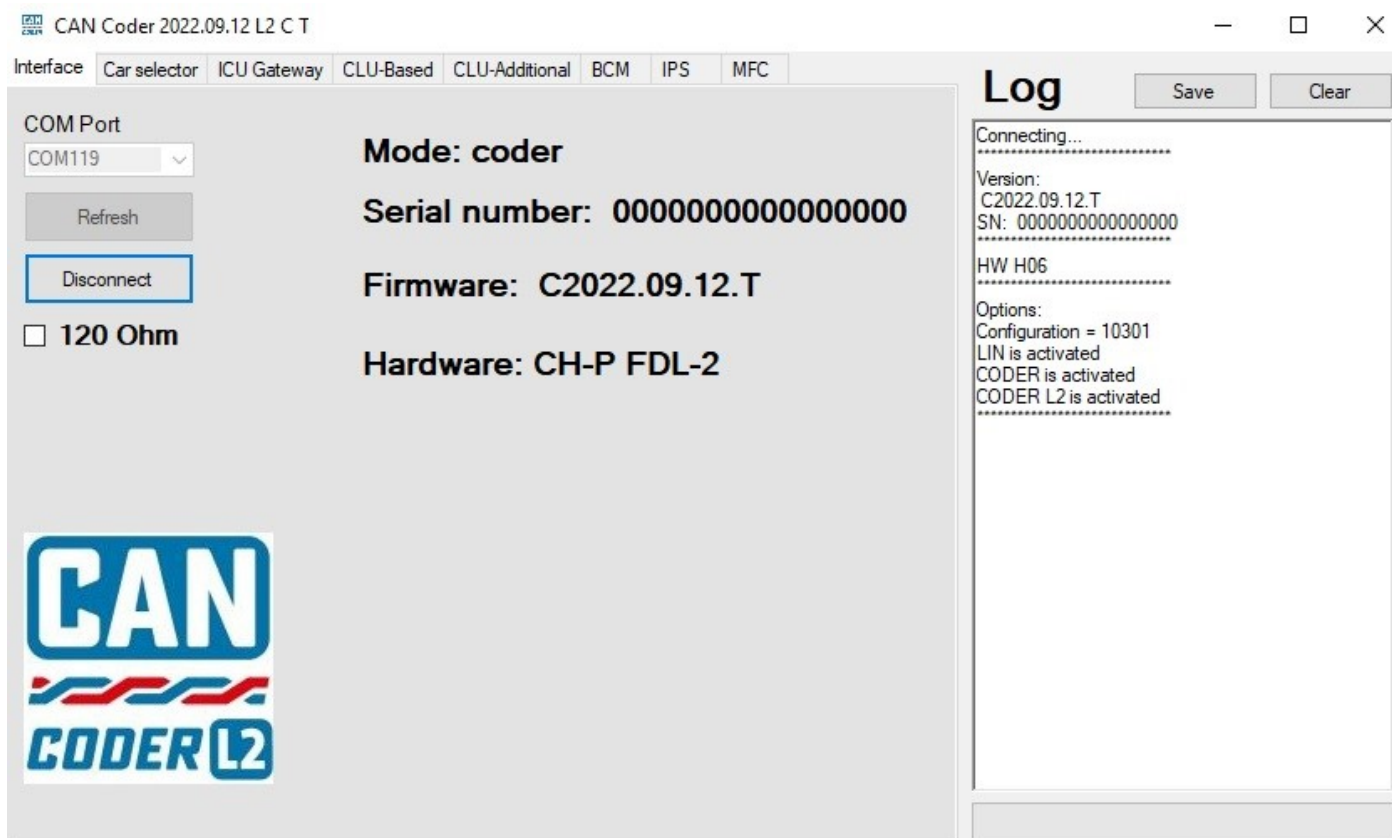 CAN Coder 2022.09.12 L2 C T
Interface Car selector ICU Gateway CLU-Based CLU-Additional BCM IPS MFC
COM Port
COM119
Refresh
Disconnect
120 Ohm
Mode: coder
Serial number: 0000000000000000
Firmware: C2022.09.12.T
Hardware: CH-P FDL-2
CAN
CODER L2
Log
Save
Clear
Connecting...
*****************************
Version:
C2022.09.12.T
SN: 0000000000000000
*****************************
HW H06
*****************************
Options:
Configuration = 10301
LIN is activated
CODER is activated
CODER L2 is activated
*****************************